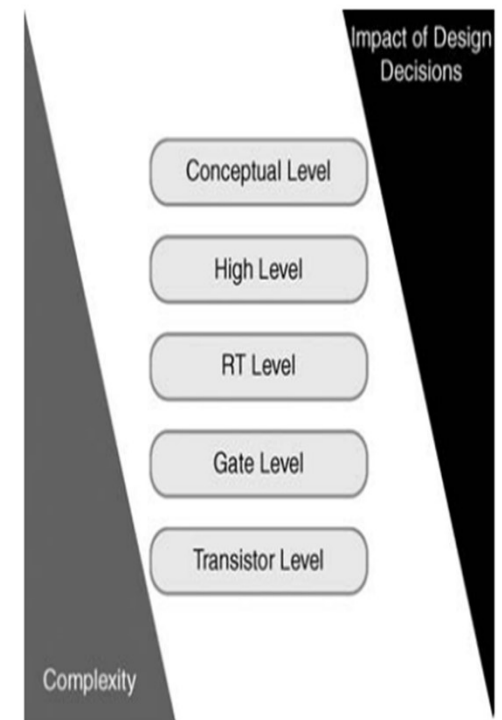 Impact of Design
Decisions
Conceptual Level
High Level
RT Level
Gate Level
Transistor Level
Complexity